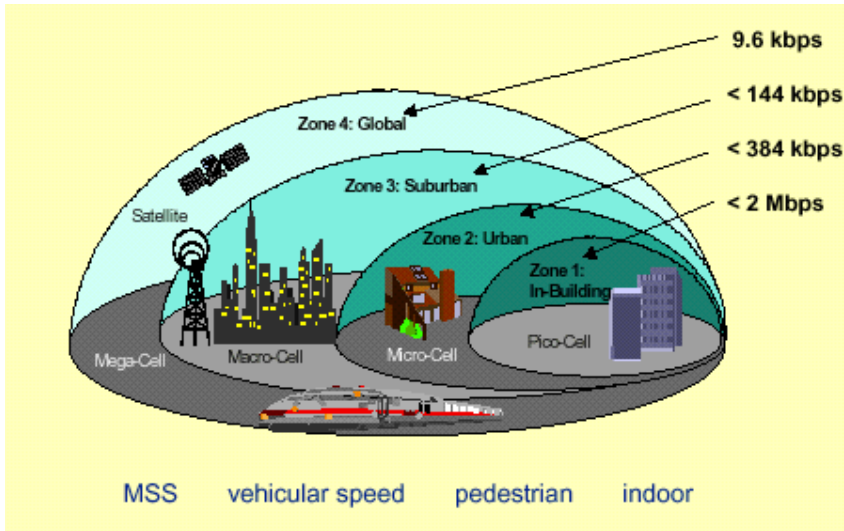 9.6 kbps
< 144 kbps
Zone 4: Global
< 384 kbps
Zone 3: Suburban
< 2 Mbps
Satellite
Zone 2: Urban
Zone 1:
In-Building
Mega-Cell
Macro-Cell
Micro-Cell
Pico-Cell
MSS vehicular speed pedestrian indoor